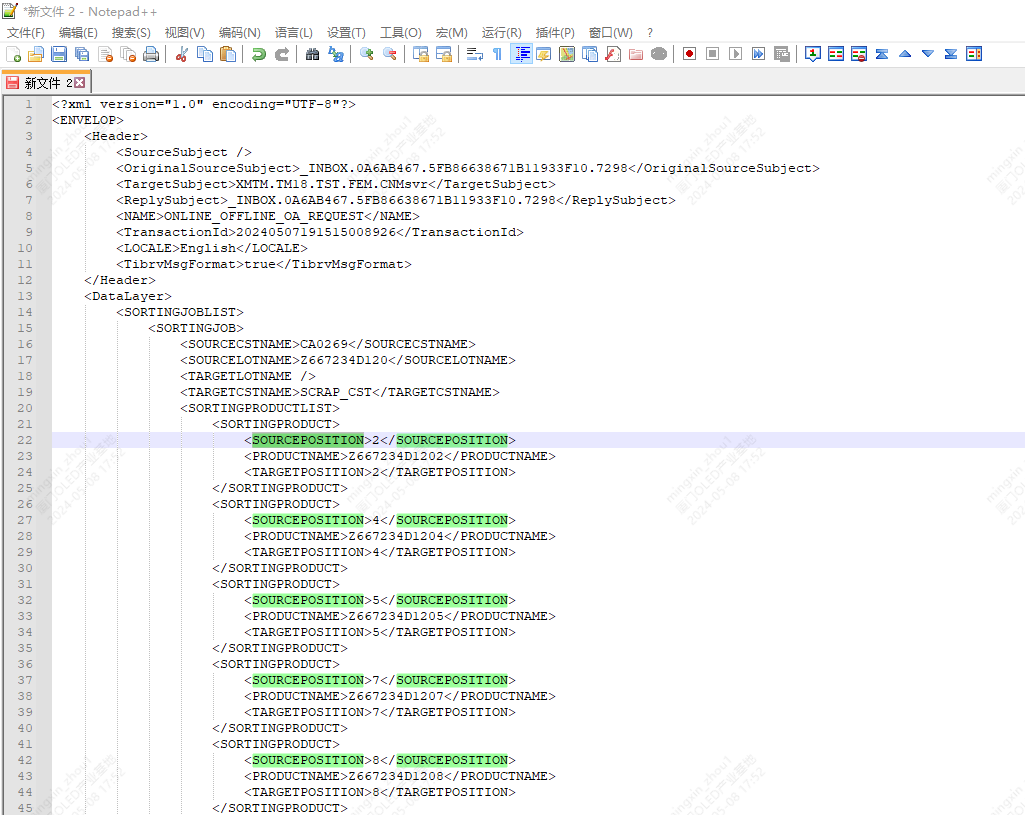 *新文件 2 - Notepad++
文件(F) 编辑(E) 搜索(S) 视图(V) 编码(N) 语言(L) 设置(T) 工具(O) 宏(M) 运行(R) 插件(P) 窗口(W) ?
新文件 2
1 <?xml version="1.0" encoding="UTF-8"?>
2 <ENVELOP>
3 <Header>
4 <SourceSubject />
5 <OriginalSourceSubject>_INBOX.0A6AB467.5FB86638671B11933F10.7298</OriginalSourceSubject>
6 <TargetSubject>XMTM.TM18.TST.FEM.CNMsvr</TargetSubject>
7 <ReplySubject>_INBOX.0A6AB467.5FB86638671B11933F10.7298</ReplySubject>
8 <NAME>ONLINE_OFFLINE_OA_REQUEST</NAME>
9 <TransactionId>20240507191515008926</TransactionId>
10 <LOCALE>English</LOCALE>
11 <TibrvMsgFormat>true</TibrvMsgFormat>
12 </Header>
13 <DataLayer>
14 <SORTINGJOBLIST>
15 <SORTINGJOB>
16 <SOURCECSTNAME>CA0269</SOURCECSTNAME>
17 <SOURCELOTNAME>Z667234D120</SOURCELOTNAME>
18 <TARGETLOTNAME />
19 <TARGETCSTNAME>SCRAP_CST</TARGETCSTNAME>
20 <SORTINGPRODUCTLIST>
21 <SORTINGPRODUCT>
22 <SOURCEPOSITION>2</SOURCEPOSITION>
23 <PRODUCTNAME>Z667234D1202</PRODUCTNAME>
24 <TARGETPOSITION>2</TARGETPOSITION>
25 </SORTINGPRODUCT>
26 <SORTINGPRODUCT>
27 <SOURCEPOSITION>4</SOURCEPOSITION>
28 <PRODUCTNAME>Z667234D1204</PRODUCTNAME>
29 <TARGETPOSITION>4</TARGETPOSITION>
30 </SORTINGPRODUCT>
31 <SORTINGPRODUCT>
32 <SOURCEPOSITION>5</SOURCEPOSITION>
33 <PRODUCTNAME>Z667234D1205</PRODUCTNAME>
34 <TARGETPOSITION>5</TARGETPOSITION>
35 </SORTINGPRODUCT>
36 <SORTINGPRODUCT>
37 <SOURCEPOSITION>7</SOURCEPOSITION>
38 <PRODUCTNAME>Z667234D1207</PRODUCTNAME>
39 <TARGETPOSITION>7</TARGETPOSITION>
40 </SORTINGPRODUCT>
41 <SORTINGPRODUCT>
42 <SOURCEPOSITION>8</SOURCEPOSITION>
43 <PRODUCTNAME>Z667234D1208</PRODUCTNAME>
44 <TARGETPOSITION>8</TARGETPOSITION>
45 </SORTINGPRODUCT>